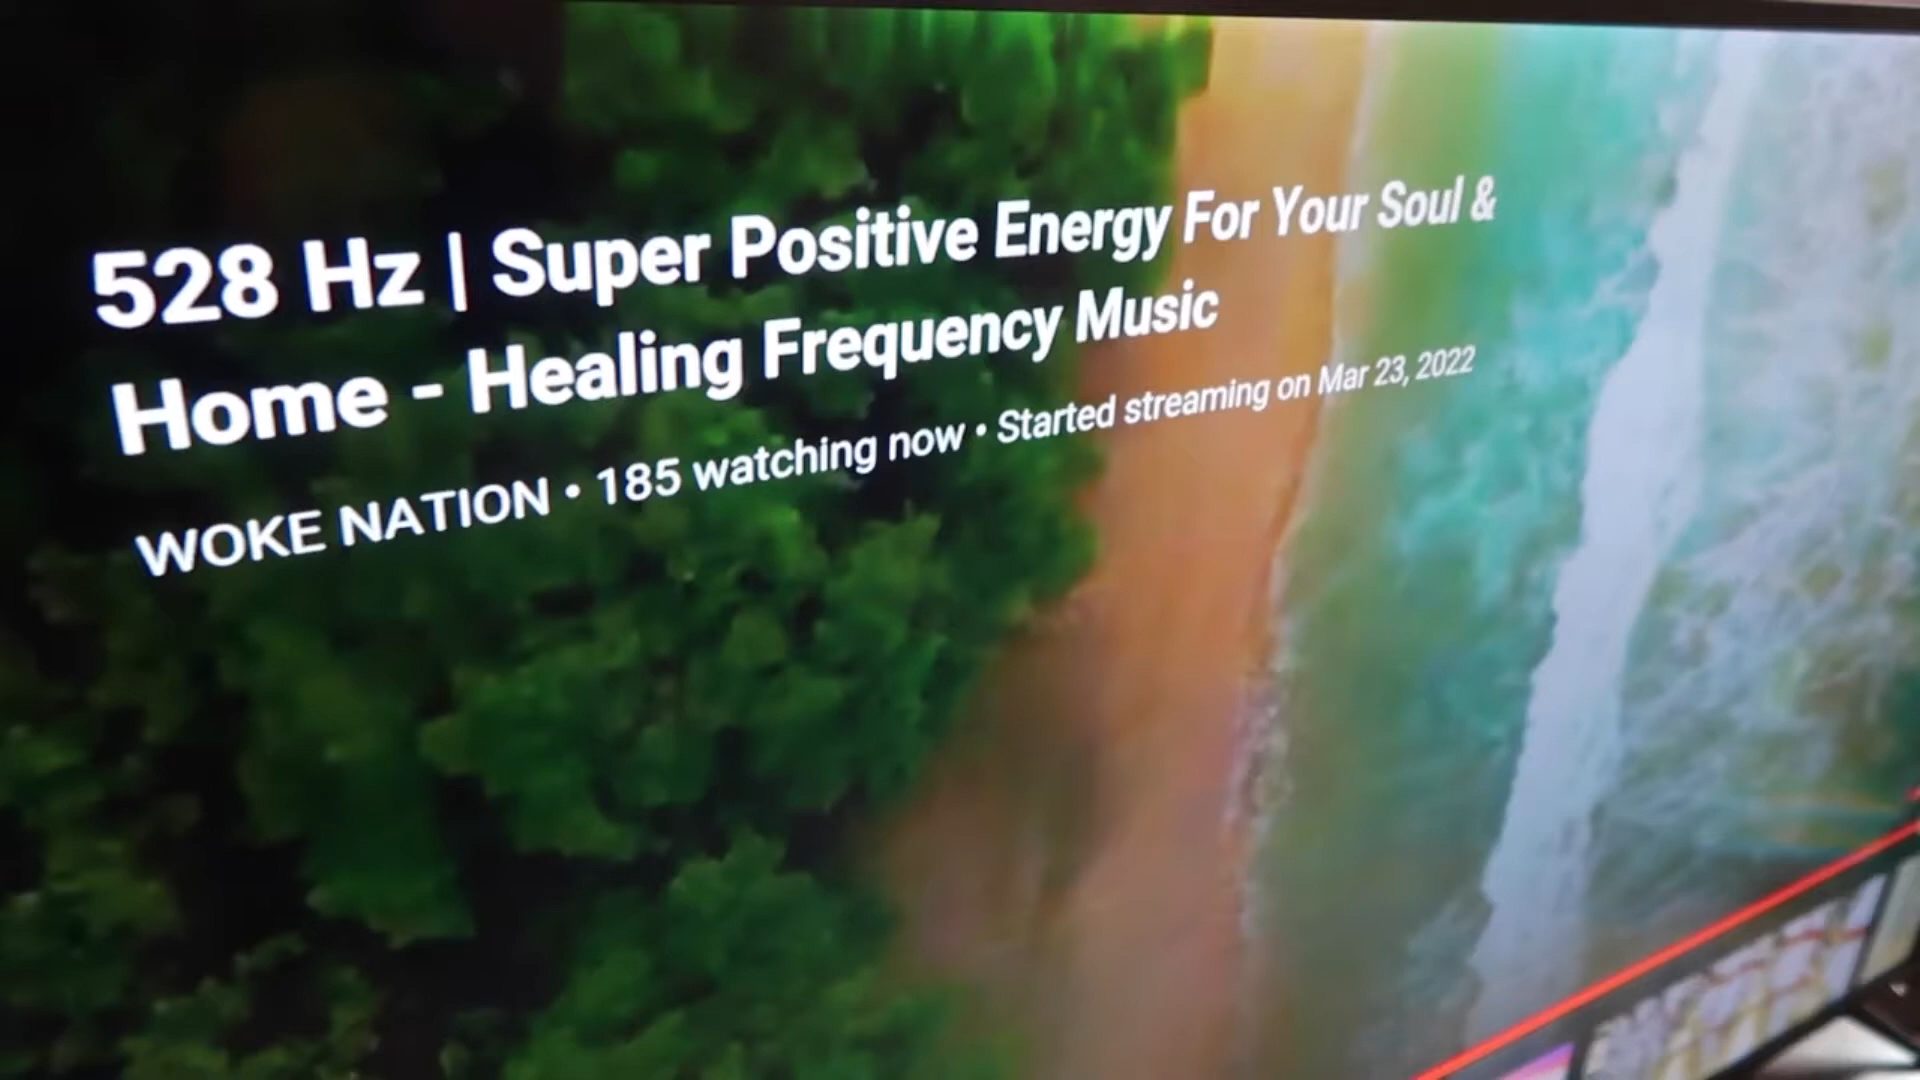 528 Hz | Super Positive Energy For Your Soul &
Home - Healing Frequency Music
WOKE NATION • 185 watching now • Started streaming on Mar 23, 2022